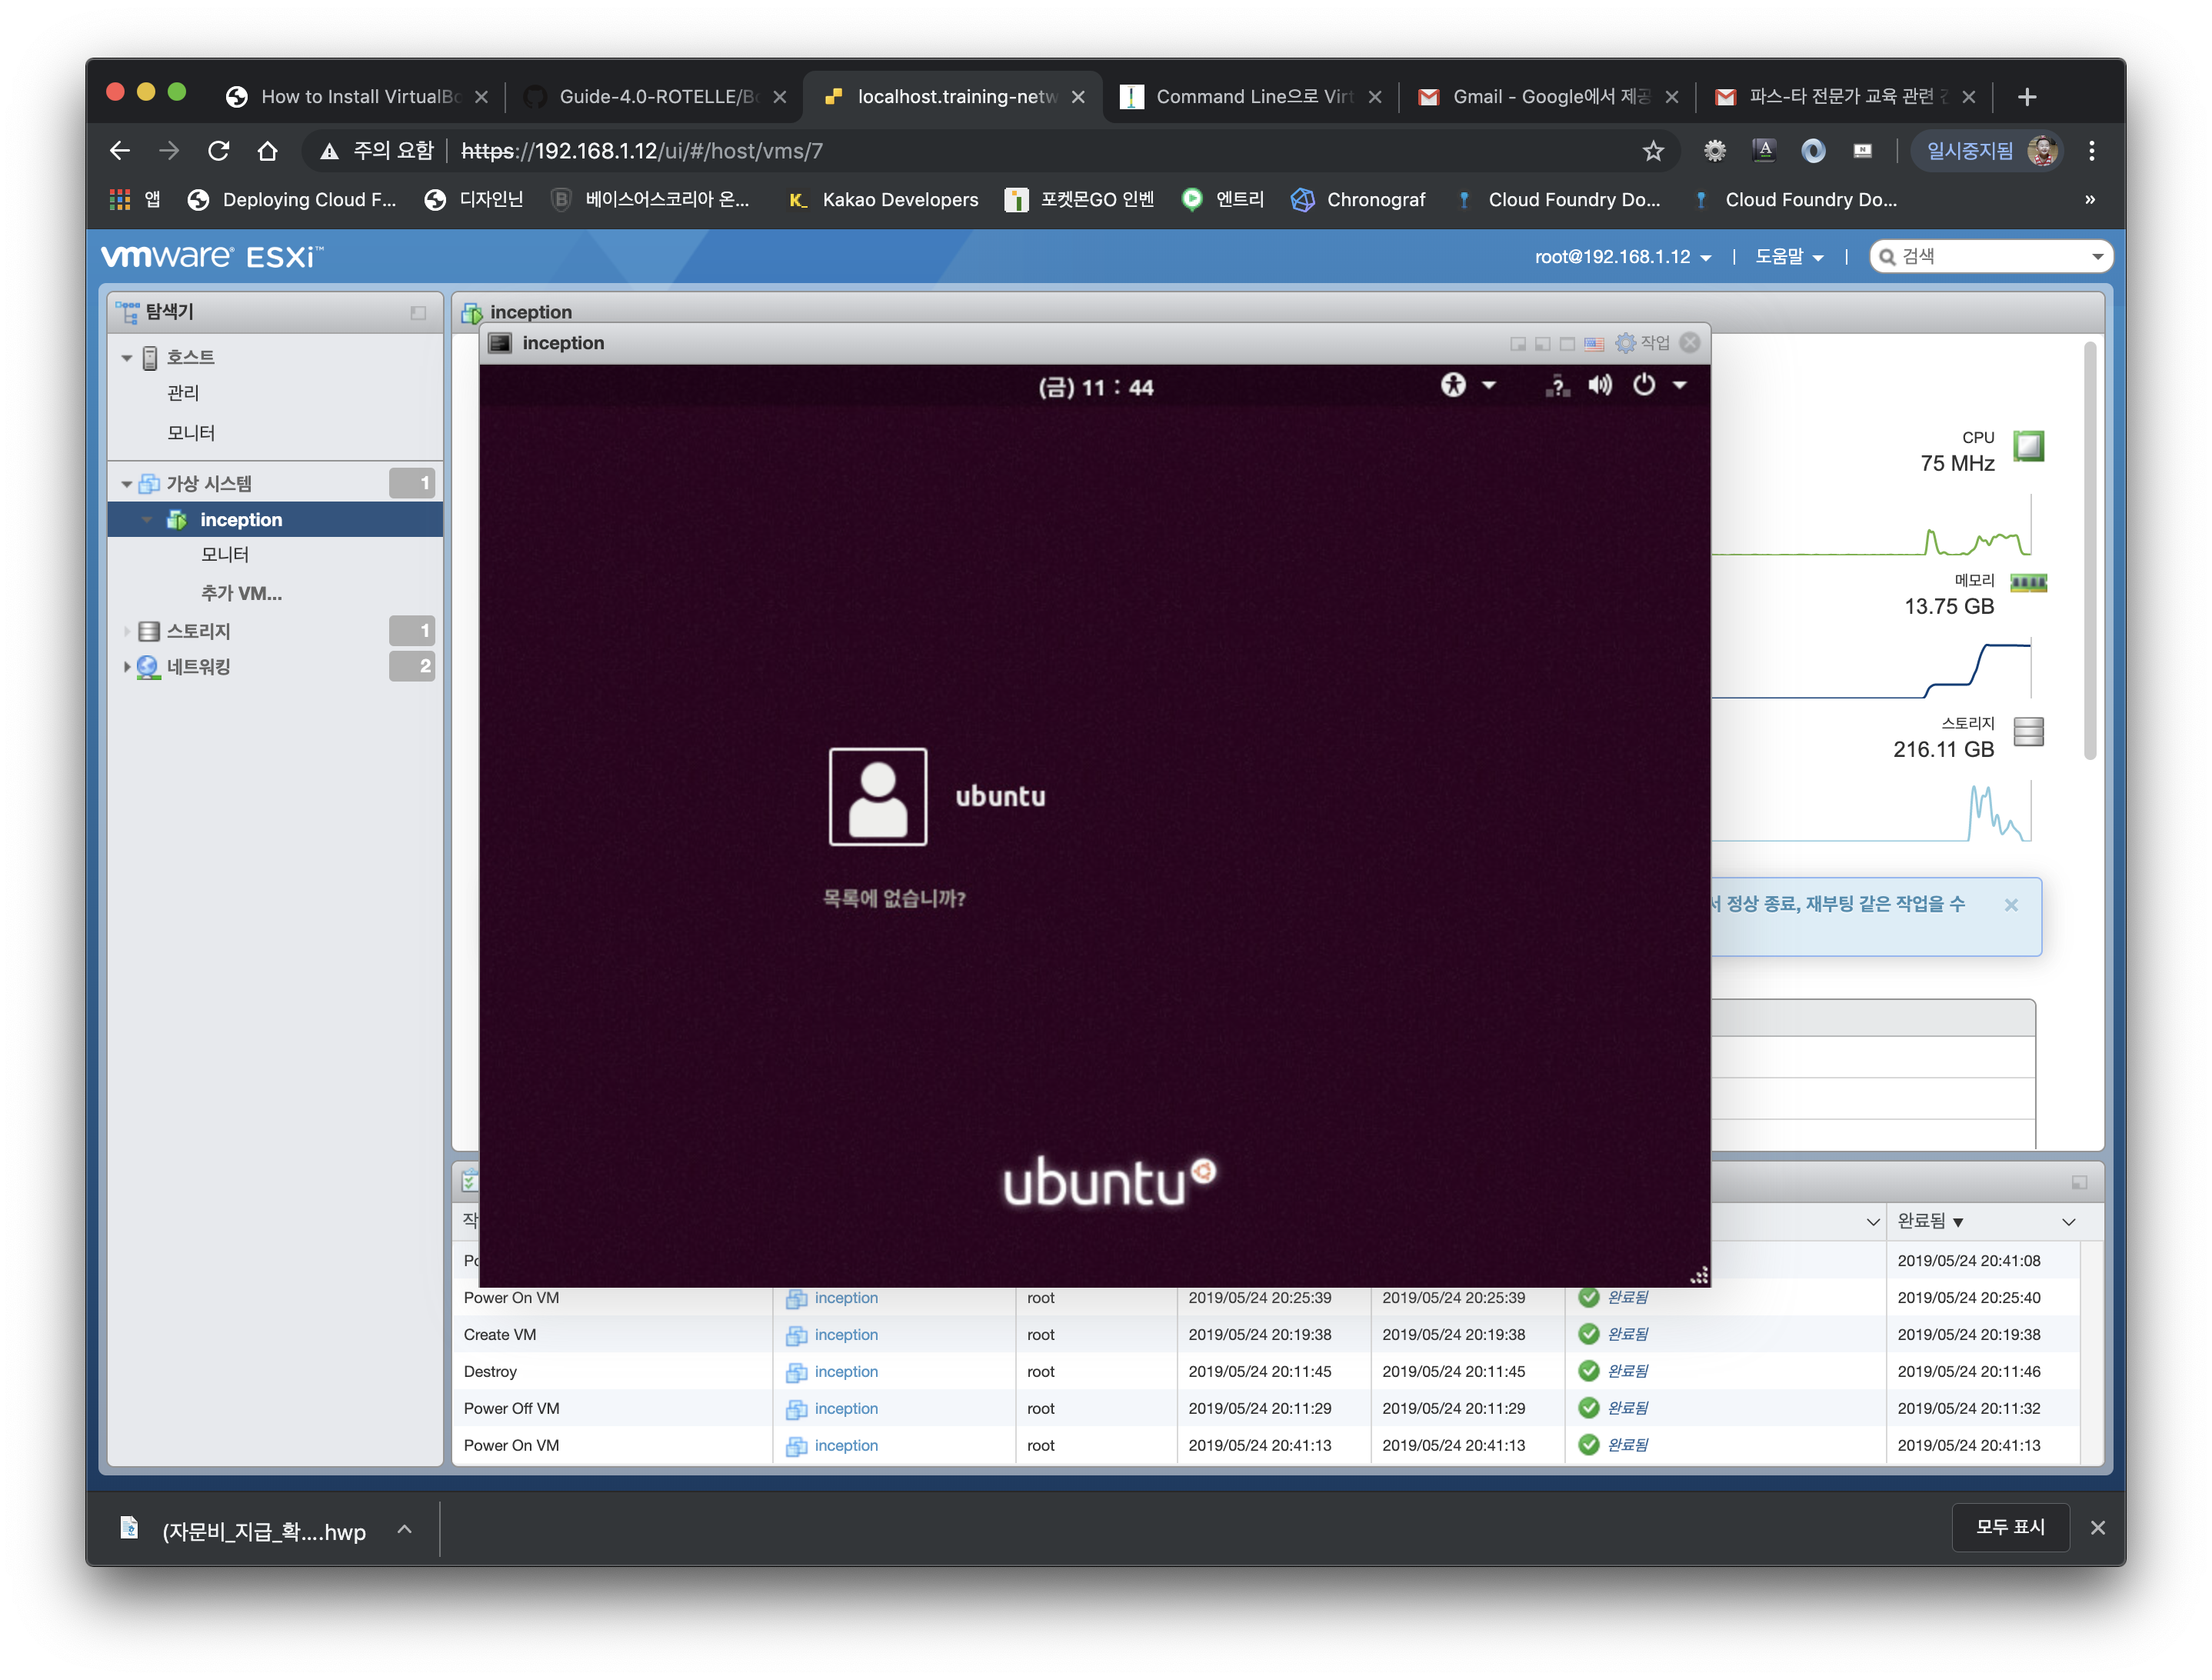 How to Install VirtualBo
Guide-4.0-ROTELLE/Bo
localhost.training-netw
Command Line으로 Virt
Gmail - Google에서 제공
파스-타 전문가 교육 관련
주의 요함
https://192.168.1.12/ui/#/host/vms/7
일시중지됨
앱
Deploying Cloud F...
디자인닌
베이스어스코리아 온...
K_ Kakao Developers
포켓몬GO 인벤
엔트리
Chronograf
Cloud Foundry Do...
Cloud Foundry Do...
»
vmware® ESXi™
root@192.168.1.12
도움말
검색
탐색기
호스트
관리
모니터
가상 시스템 1
inception
모니터
추가 VM...
스토리지 1
네트워킹 2
inception
inception
작업
(금) 11 : 44
ubuntu
목록에 없습니까?
ubuntu
CPU
75 MHz
메모리
13.75 GB
스토리지
216.11 GB
서 정상 종료, 재부팅 같은 작업을 수
작
완료됨 ▼
Po
2019/05/24 20:41:08
Power On VM inception root 2019/05/24 20:25:39 2019/05/24 20:25:39 완료됨 2019/05/24 20:25:40
Create VM inception root 2019/05/24 20:19:38 2019/05/24 20:19:38 완료됨 2019/05/24 20:19:38
Destroy inception root 2019/05/24 20:11:45 2019/05/24 20:11:45 완료됨 2019/05/24 20:11:46
Power Off VM inception root 2019/05/24 20:11:29 2019/05/24 20:11:29 완료됨 2019/05/24 20:11:32
Power On VM inception root 2019/05/24 20:41:13 2019/05/24 20:41:13 완료됨 2019/05/24 20:41:13
(자문비_지급_확....hwp
모두 표시